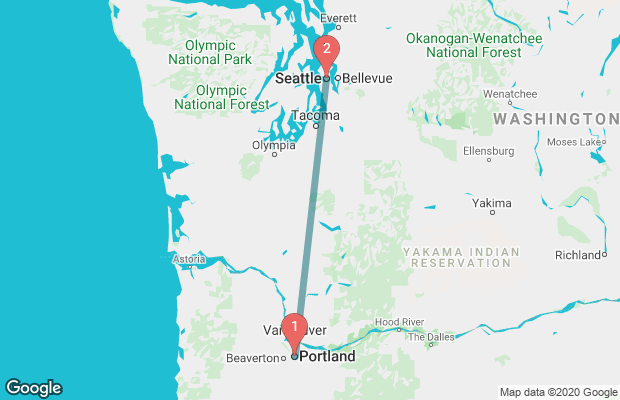 Everett
Olympic
National Park
Okanogan-Wenatchee
National Forest
2
Seattle
Bellevue
Olympic
National Forest
Wenatchee
Tacoma
WASHINGTON
Olympia
Moses Lake
Ellensburg
Yakima
YAKAMA INDIAN
RESERVATION
Richland
Astoria
1
Hood River
The Dalles
Beaverton
Portland
Google
Map data ©2020 Google